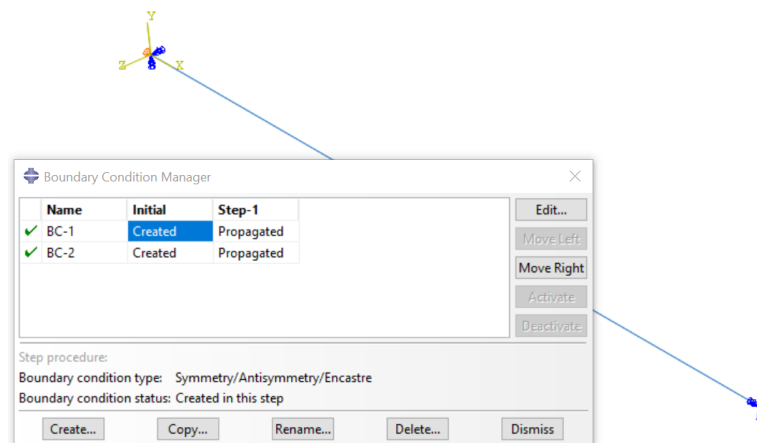 Y
Z X
Boundary Condition Manager
Name Initial Step-1 Edit...
BC-1 Created Propagated Move Left
BC-2 Created Propagated Move Right
Activate
Deactivate
Step procedure:
Boundary condition type: Symmetry/Antisymmetry/Encastre
Boundary condition status: Created in this step
Create... Copy... Rename... Delete... Dismiss